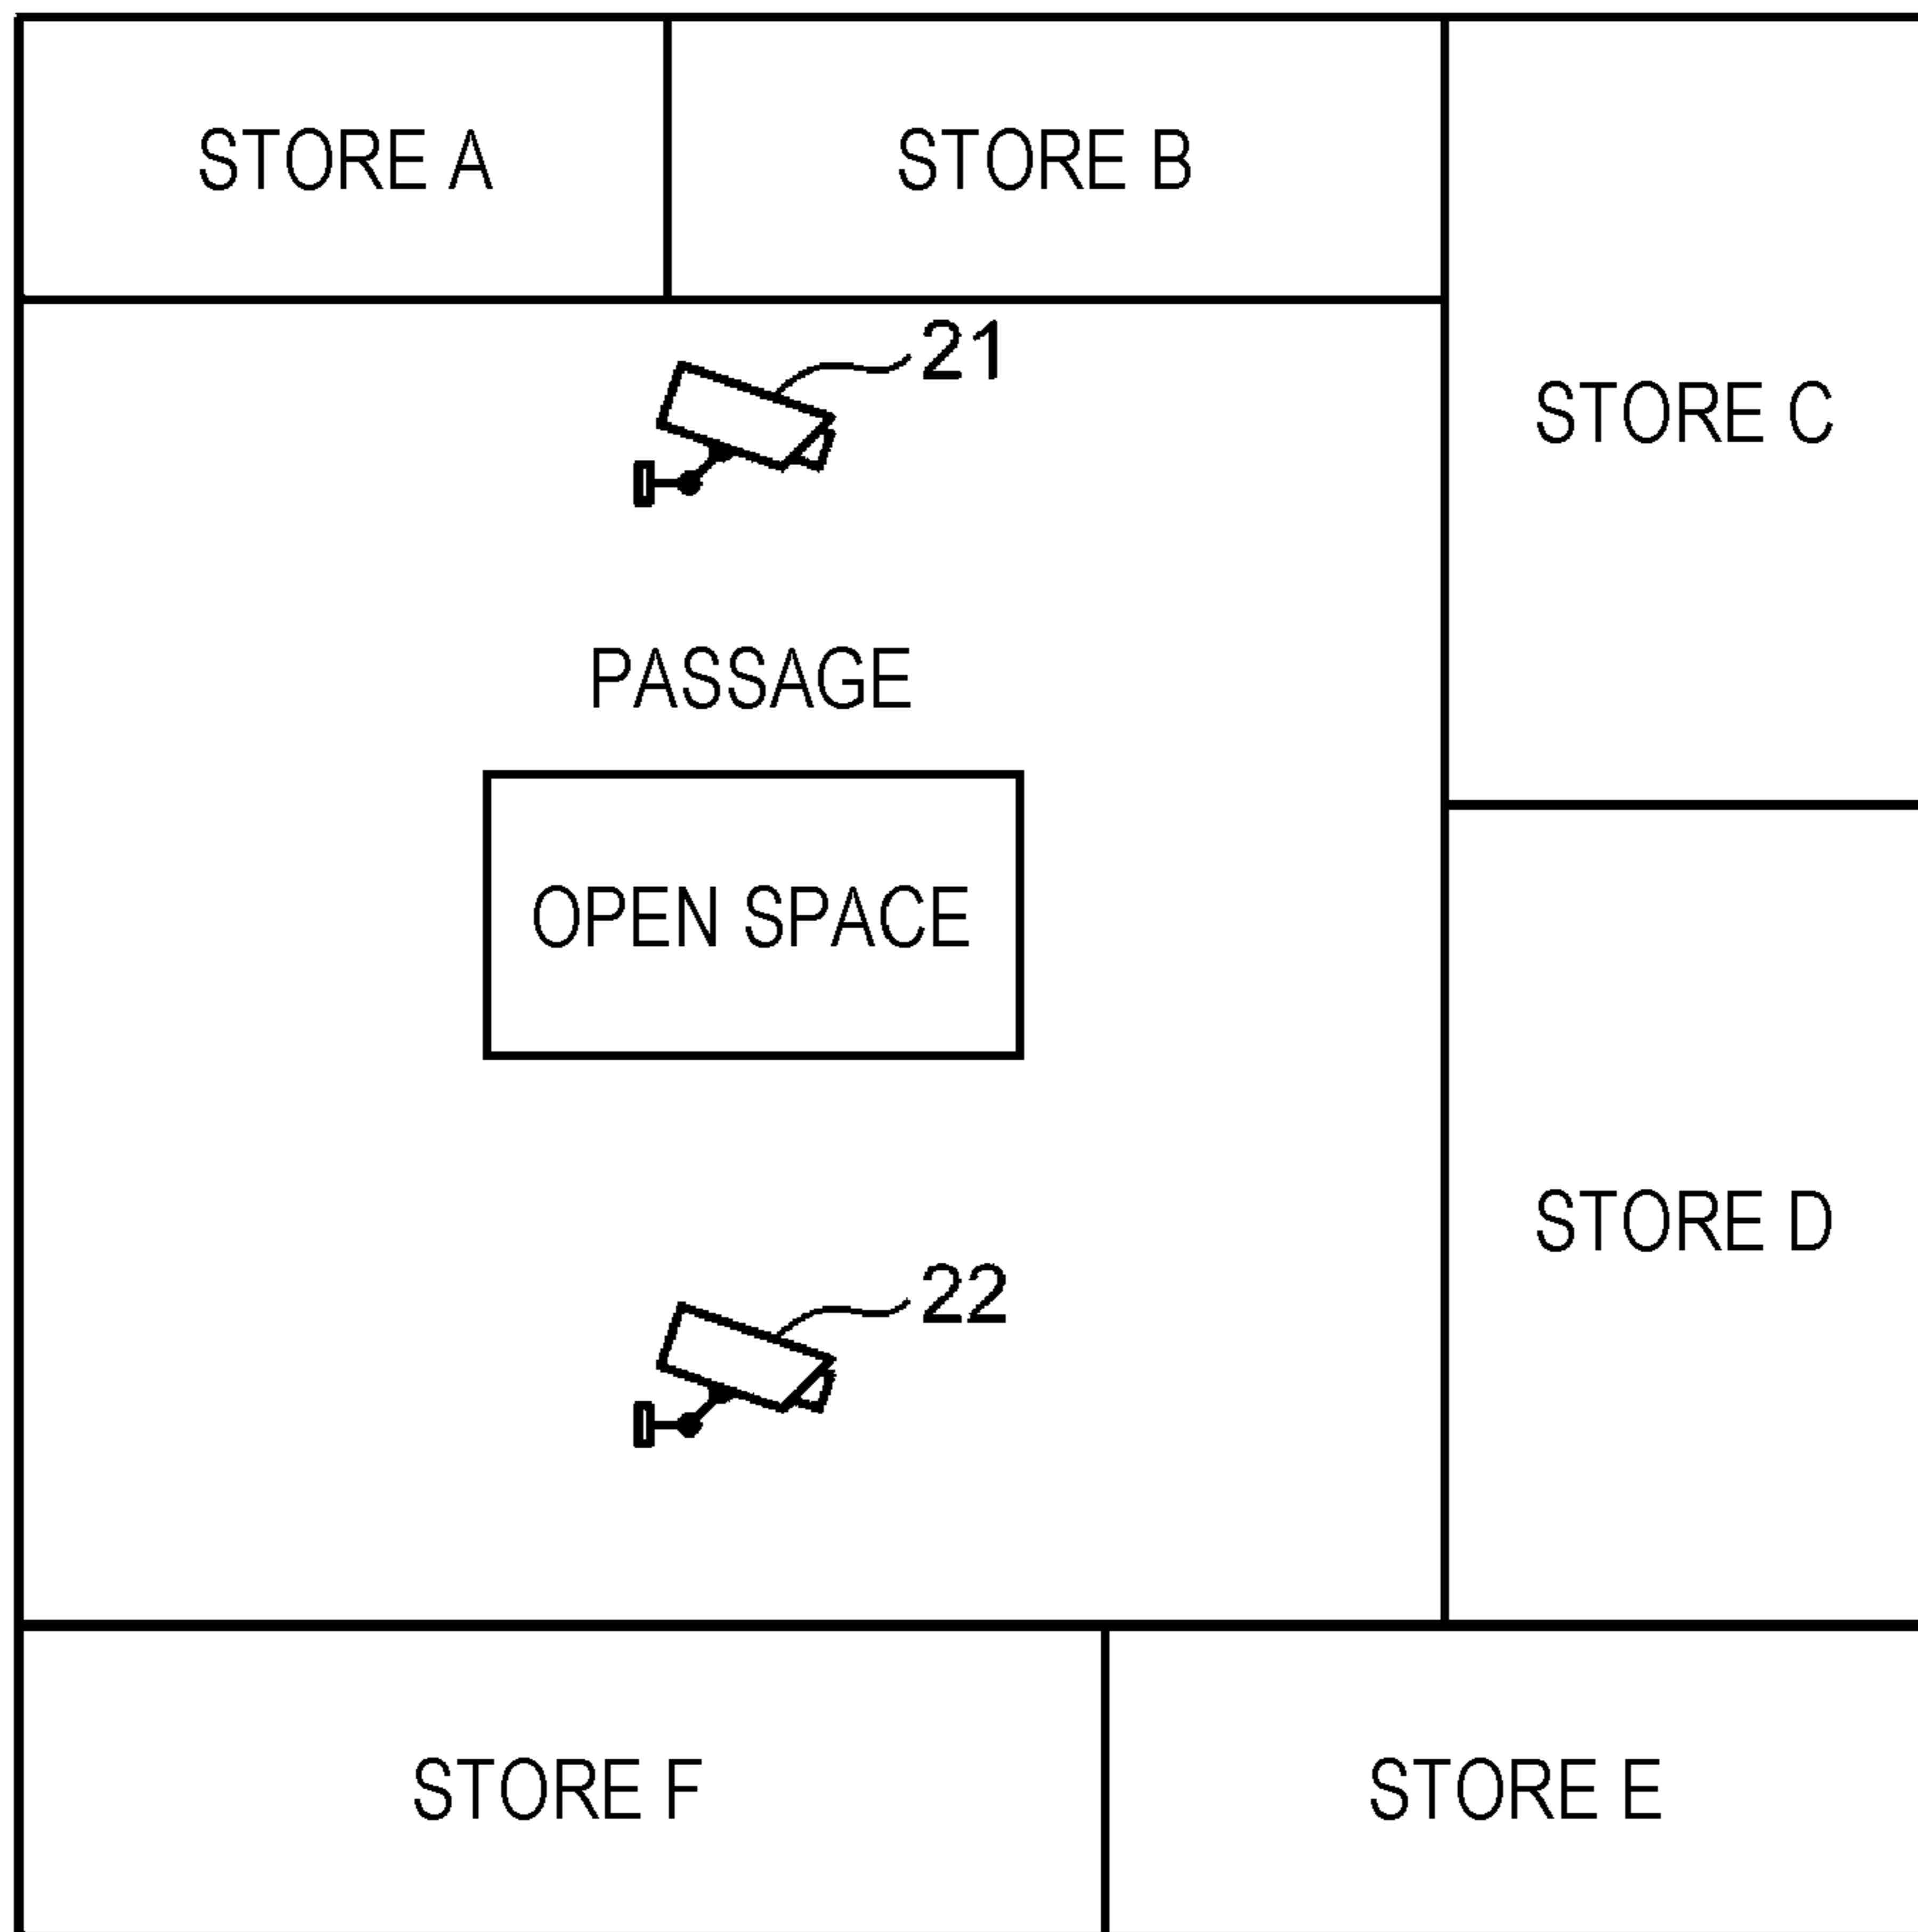 STORE A
STORE B
STORE C
21
PASSAGE
OPEN SPACE
STORE D
22
STORE F
STORE E